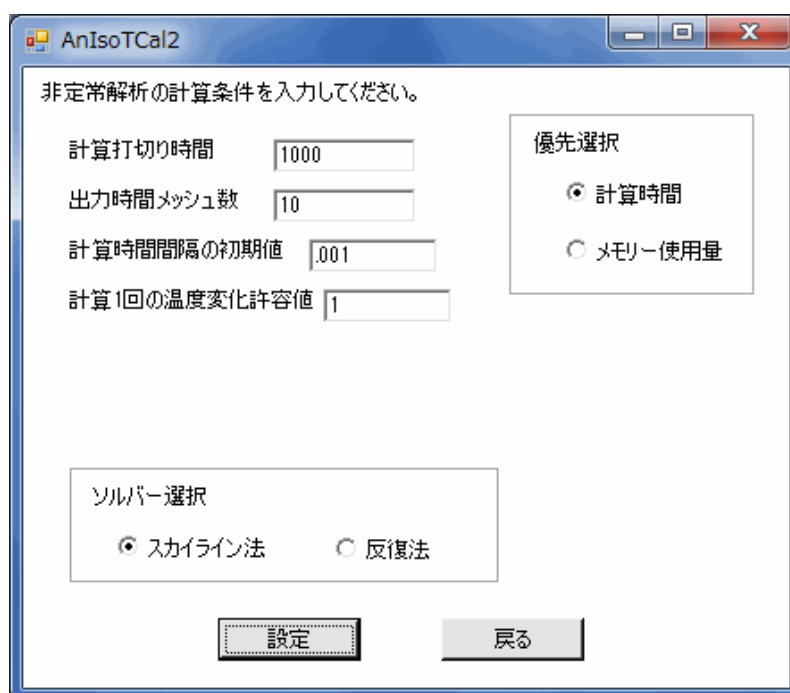 AnIsoTCal2
非定常解析の計算条件を入力してください。
計算打切り時間 1000
出力時間メッシュ数 10
計算時間間隔の初期値 .001
計算1回の温度変化許容値 1
優先選択
計算時間
メモリー使用量
ソルバー選択
スカイライン法 反復法
設定 戻る